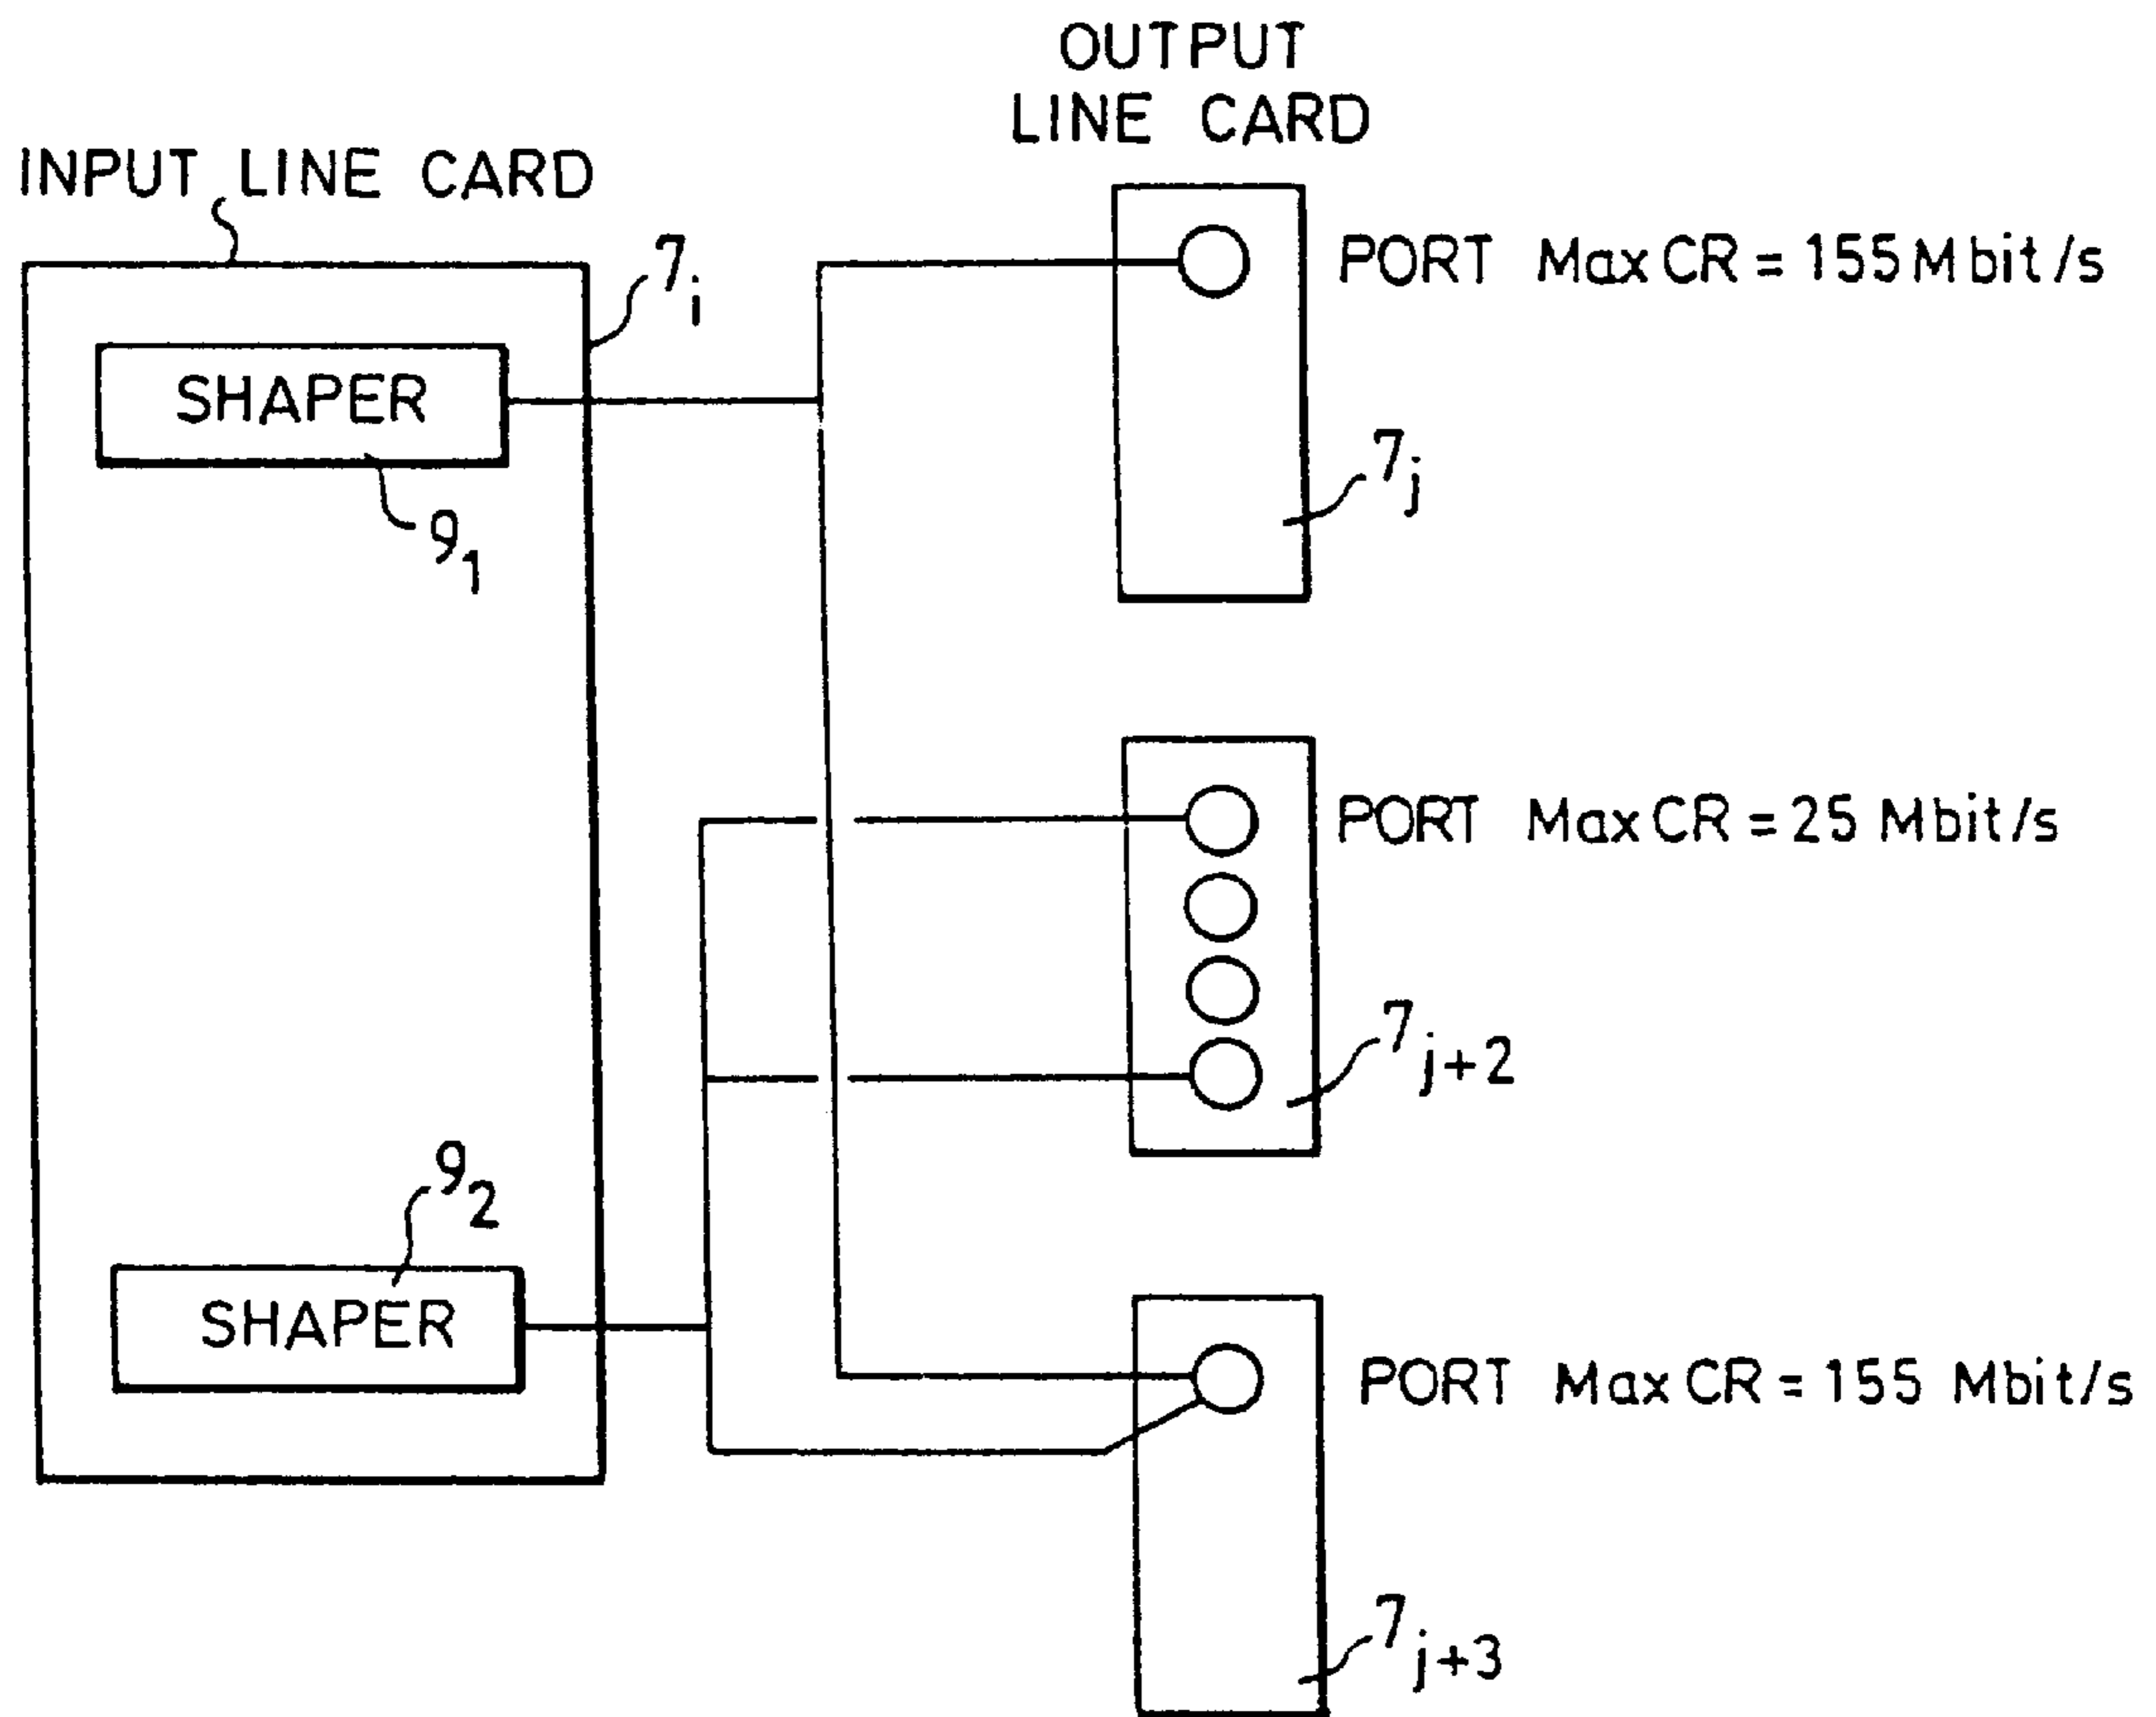 OUTPUT
LINE CARD
INPUT LINE CARD
7i
PORT Max CR = 155 Mbit/s
SHAPER
7j
91
PORT Max CR = 25 Mbit/s
7j+2
92
SHAPER
PORT Max CR = 155 Mbit/s
7j+3